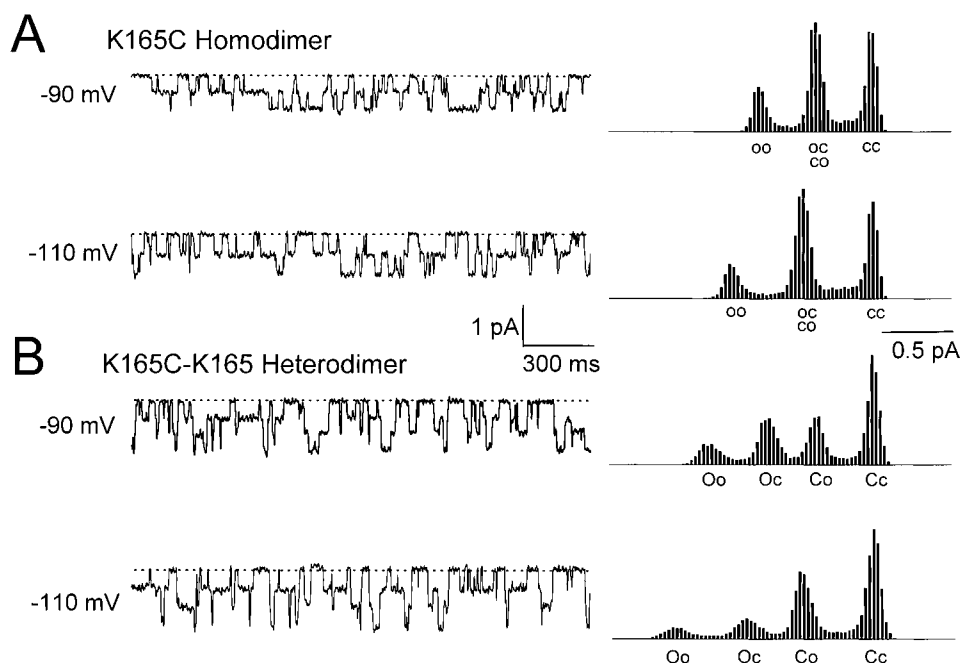 A
K165C Homodimer
-90 mV
oo
oc
co
cc
-110 mV
oo
oc
co
cc
1 pA
300 ms
0.5 pA
B
K165C-K165 Heterodimer
-90 mV
Oo
Oc
Co
Cc
-110 mV
Oo
Oc
Co
Cc